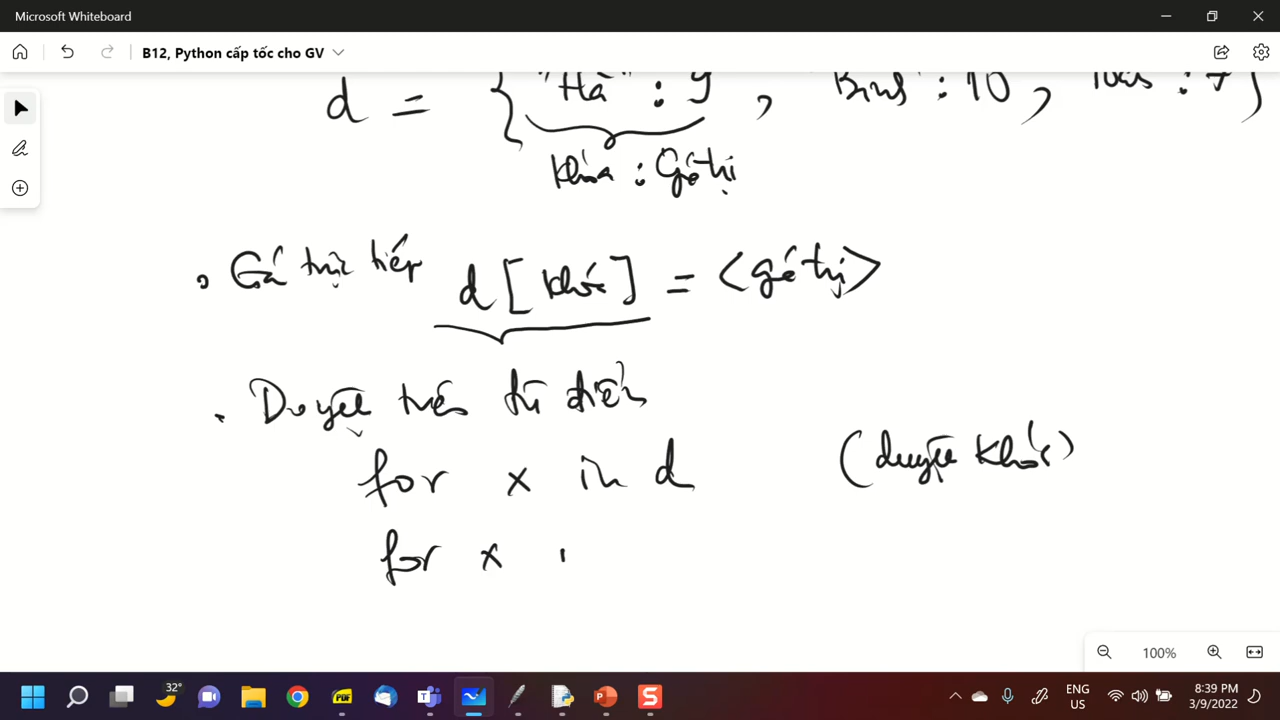 Microsoft Whiteboard
B12, Python cấp tốc cho GV
d = { "Hà" : 9 , "Bình" : 10 , : 7 }
khóa : Giá trị
Gán trực tiếp d [ khóa ] = <giá trị>
. Duyệt trên từ điển
for x in d (duyệt khóa)
for x
100%
32°
ENG
US
8:39 PM
3/9/2022